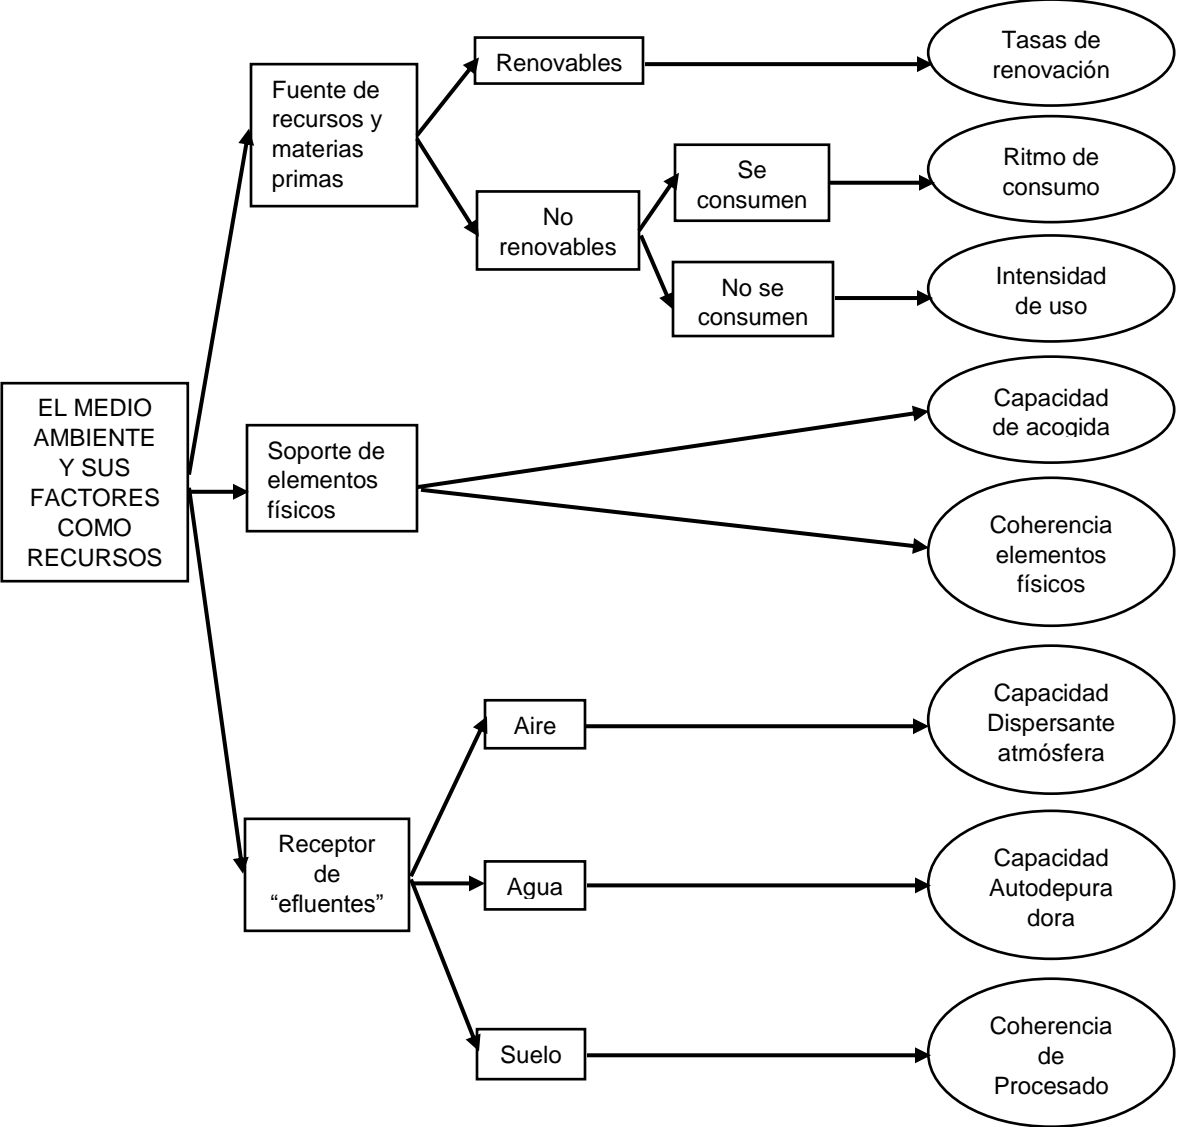 Tasas de
renovación
Renovables
Fuente de
recursos y
materias
primas
Ritmo de
consumo
Se
consumen
No
renovables
Intensidad
de uso
No se
consumen
EL MEDIO
AMBIENTE
Y SUS
FACTORES
COMO
RECURSOS
Soporte de
elementos
físicos
Capacidad
de acogida
Coherencia
elementos
físicos
Capacidad
Dispersante
atmósfera
Aire
Receptor
de
“efluentes”
Agua
Capacidad
Autodepura
dora
Suelo
Coherencia
de
Procesado